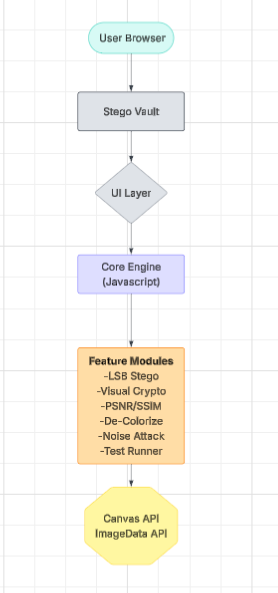 User Browser
Stego Vault
UI Layer
Core Engine
(Javascript)
Feature Modules
-LSB Stego
-Visual Crypto
-PSNR/SSIM
-De-Colorize
-Noise Attack
-Test Runner
Canvas API
ImageData API